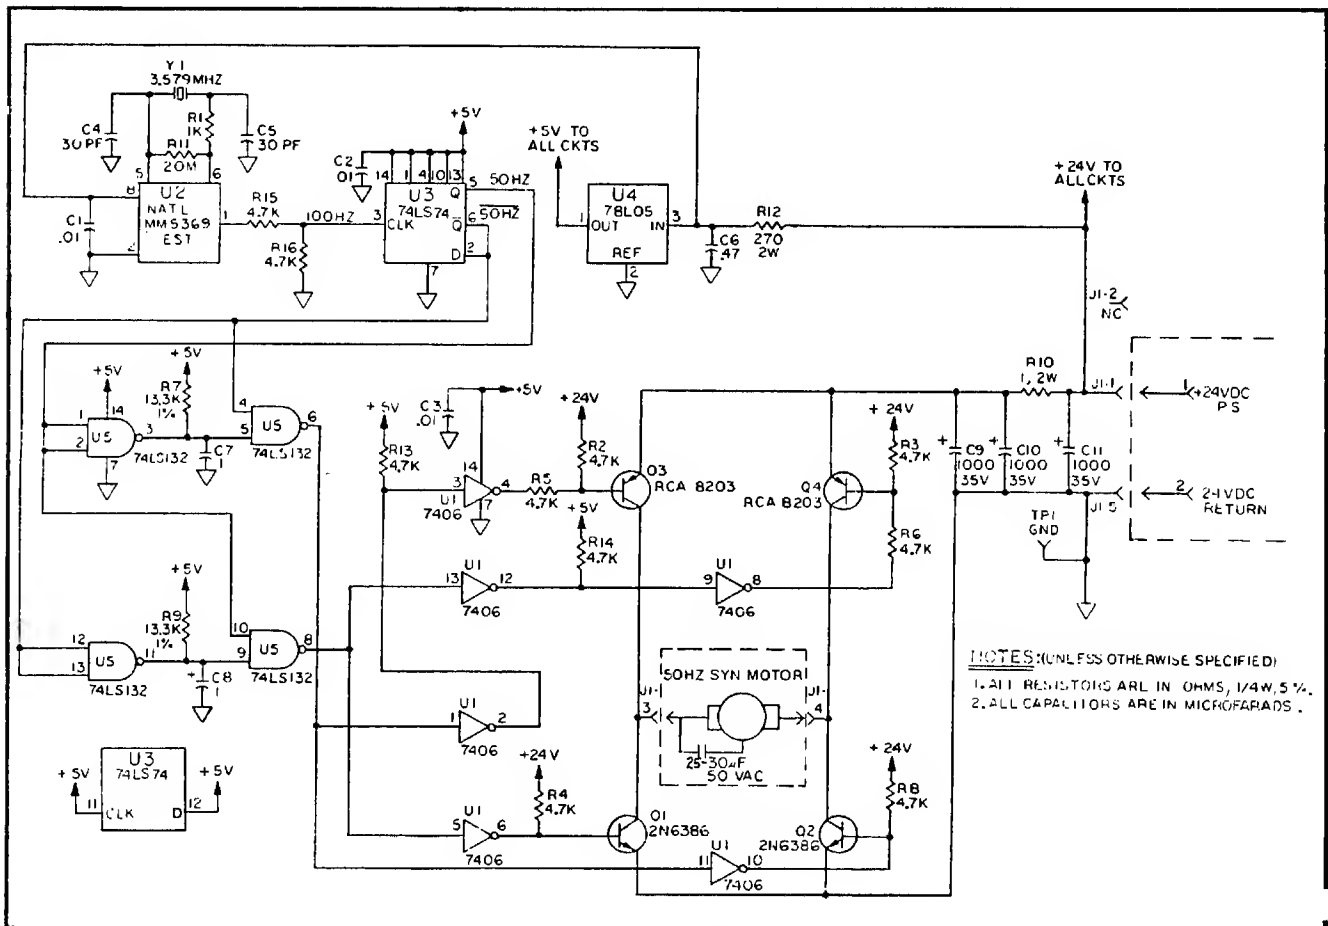 Y1
3.579MHZ
C4
30 PF
R1
1K
C5
30 PF
R11
20M
5
6
8
U2
NATL
MM5369
EST
1
2
C1
.01
R15
4.7K
R16
4.7K
100HZ
C2
.01
+5V
14
1
4
10
13
U3
74LS74
3
CLK
Q
5
50HZ
Q
6
50HZ
D
2
7
+5V TO
ALL CKTS
U4
78L05
1
OUT
IN
3
REF
2
C6
.47
R12
270
2W
+24V TO
ALL CKTS
J1-2
NC
R10
1, 2W
J1-1
1
+24VDC
PS
+5V
+5V
R7
13.3K
1%
1
2
14
U5
3
7
74LS132
C7
1
4
5
U5
6
74LS132
+5V
R13
4.7K
C3
.01
+5V
14
3
U1
4
7
7406
R5
4.7K
+24V
R2
4.7K
+5V
R14
4.7K
Q3
RCA 8203
Q4
RCA 8203
+24V
R3
4.7K
R6
4.7K
+
C9
1000
35V
+
C10
1000
35V
+
C11
1000
35V
J1-5
2
24VDC
RETURN
TP1
GND
U1
13
12
7406
U1
9
8
7406
+5V
R9
13.3K
1%
12
13
U5
11
74LS132
+
C8
1
10
9
U5
8
74LS132
U1
1
2
7406
50HZ SYN MOTOR
J1-
3
J1-
4
25-30µF
50 VAC
NOTES: (UNLESS OTHERWISE SPECIFIED)
1. ALL RESISTORS ARE IN OHMS, 1/4W, 5%.
2. ALL CAPACITORS ARE IN MICROFARADS.
U3
74LS74
+5V
11
CLK
D
12
+5V
+24V
R4
4.7K
U1
5
6
7406
Q1
2N6386
Q2
2N6386
+24V
R8
4.7K
U1
11
10
7406